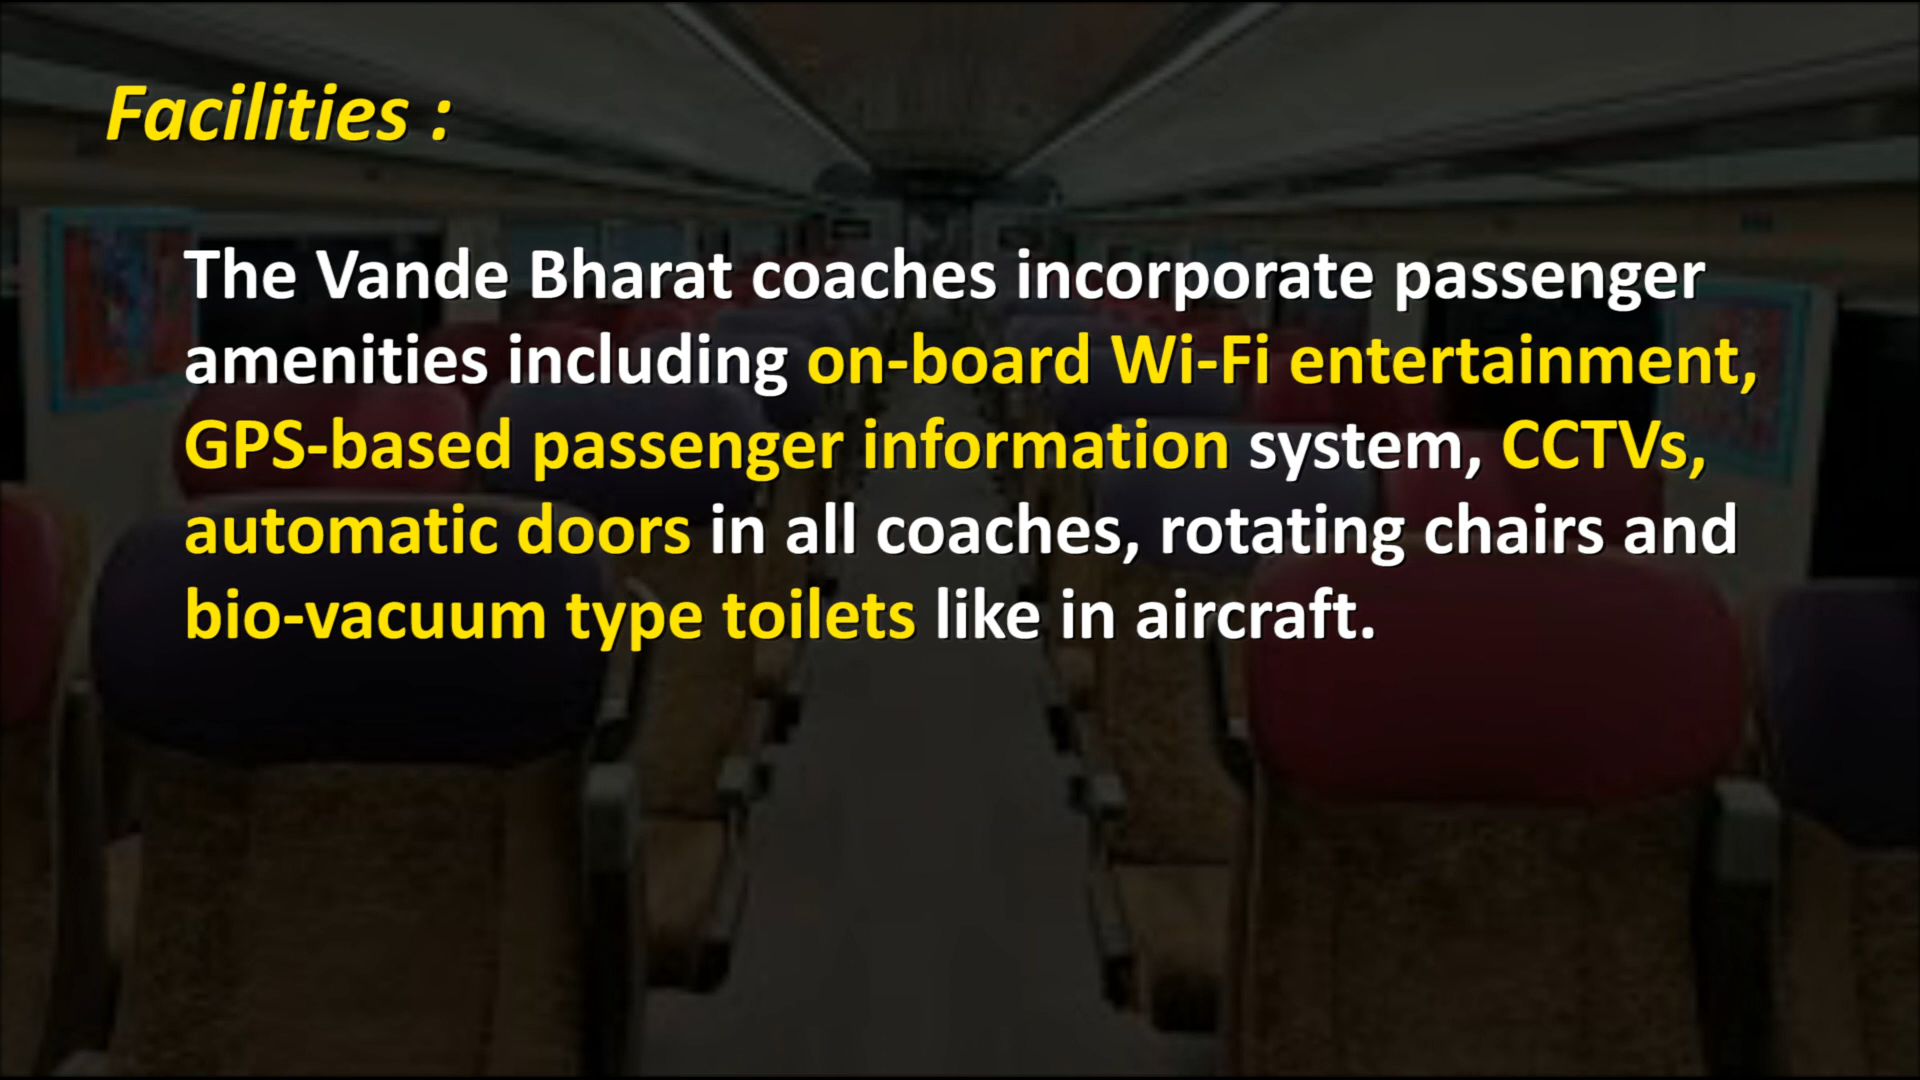 Facilities :
The Vande Bharat coaches incorporate passenger
amenities including on-board Wi-Fi entertainment,
GPS-based passenger information system, CCTVs,
automatic doors in all coaches, rotating chairs and
bio-vacuum type toilets like in aircraft.